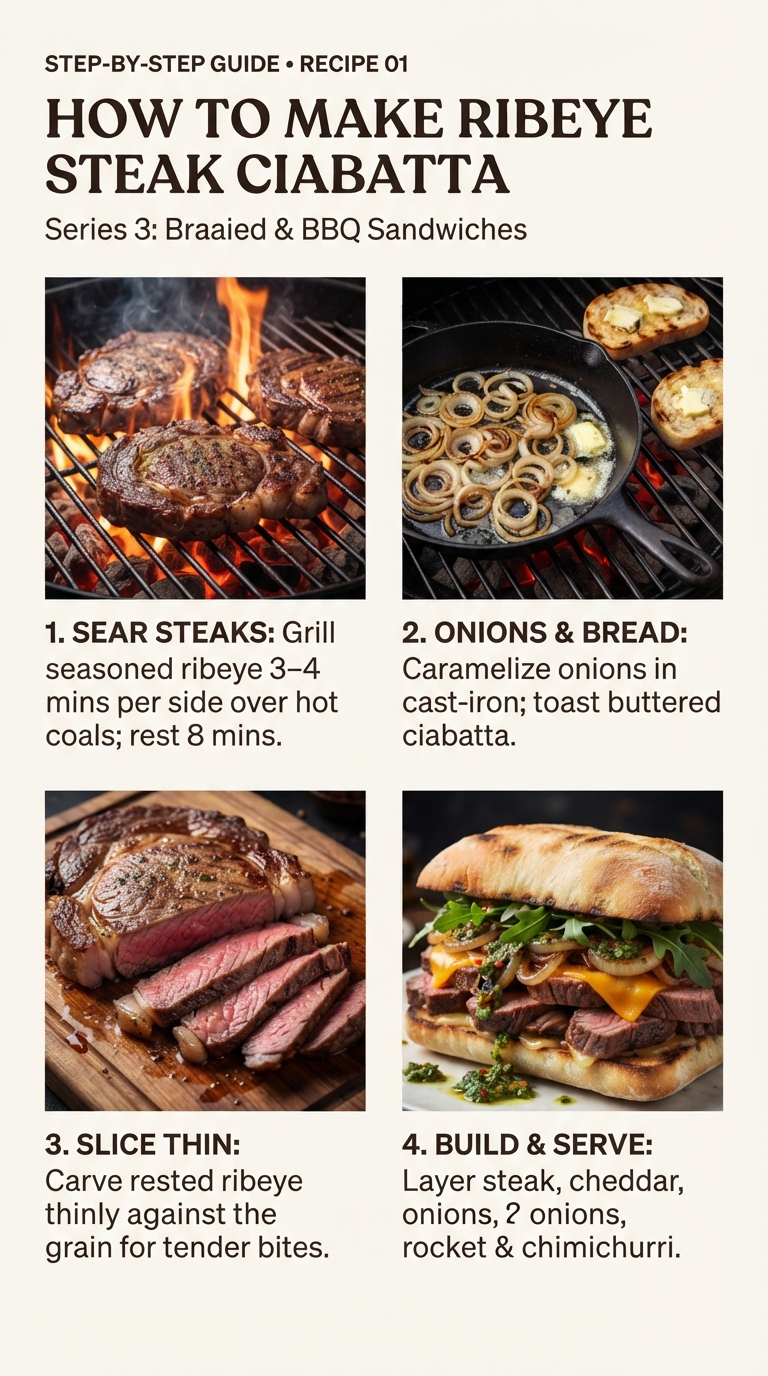 STEP-BY-STEP GUIDE • RECIPE 01
HOW TO MAKE RIBEYE
STEAK CIABATTA
Series 3: Braaied & BBQ Sandwiches
1. SEAR STEAKS: Grill
seasoned ribeye 3–4
mins per side over hot
coals; rest 8 mins.
2. ONIONS & BREAD:
Caramelize onions in
cast-iron; toast buttered
ciabatta.
3. SLICE THIN:
Carve rested ribeye
thinly against the
grain for tender bites.
4. BUILD & SERVE:
Layer steak, cheddar,
onions, 2 onions,
rocket & chimichurri.